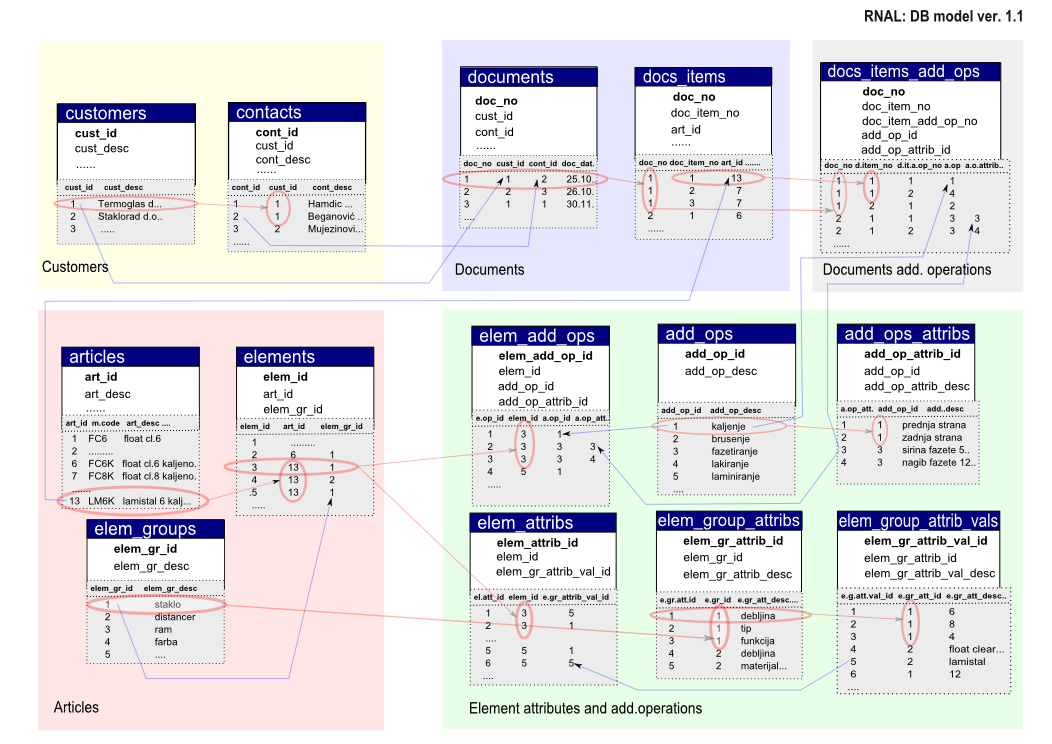 RNAL: DB model ver. 1.1
customers
cust_id
cust_desc
......
cust_id cust_desc
1 Termoglas d...
2 Staklorad d.o..
3 .....
contacts
cont_id
cust_id
cont_desc
......
cont_id cust_id cont_desc
1 1 Hamdic ...
2 1 Beganović ..
3 2 Mujezinovi...
......
Customers
documents
doc_no
cust_id
cont_id
......
doc_no cust_id cont_id doc_dat.
1 1 2 25.10.
2 2 3 26.10.
3 1 1 30.11.
....
docs_items
doc_no
doc_item_no
art_id
......
doc_no doc_item_no art_id .......
1 1 13
1 2 7
1 3 7
2 1 6
......
Documents
docs_items_add_ops
doc_no
doc_item_no
doc_item_add_op_no
add_op_id
add_op_attrib_id
doc_no d.item_no d.it.a.op_no a.op a.o.attrib..
1 1 1 1
1 1 2 4
1 1 1 2
2 1 1 3 3
2 1 2 3 4
......
Documents add. operations
articles
art_id
art_desc
......
art_id m.code art_desc ....
1 FC6 float cl.6
2 .........
6 FC6K float cl.6 kaljeno.
7 FC8K float cl.8 kaljeno.
......
13 LM6K lamistal 6 kalj...
elements
elem_id
art_id
elem_gr_id
elem_id art_id elem_gr_id
1 .........
2 6 1
3 13 1
4 13 2
.5 13 1
.....
elem_groups
elem_gr_id
elem_gr_desc
elem_gr_id elem_gr_desc
1 staklo
2 distancer
3 ram
4 farba
5 ....
Articles
elem_add_ops
elem_add_op_id
elem_id
add_op_id
add_op_attrib_id
e.op_id elem_id a.op_id a.op_att..
1 3 1
2 3 3 3
3 3 3 4
4 5 1
.....
add_ops
add_op_id
add_op_desc
add_op_id add_op_desc
1 kaljenje
2 brusenje
3 fazetiranje
4 lakiranje
5 laminiranje
....
add_ops_attribs
add_op_attrib_id
add_op_id
add_op_attrib_desc
a.op_att. add_op_id add..desc
1 1 prednja strana
2 1 zadnja strana
3 3 sirina fazete 5..
4 3 nagib fazete 12..
elem_attribs
elem_attrib_id
elem_id
elem_gr_attrib_val_id
el.att_id elem_id e.gr_attrib_val_id
1 3 5
2 3 1
....
5 5 1
6 5 5
....
elem_group_attribs
elem_gr_attrib_id
elem_gr_id
elem_gr_attrib_desc
e.gr.att.id e.gr_id e.gr_att_desc....
1 1 debljina
2 1 tip
3 1 funkcija
4 2 debljina
5 2 materijal...
elem_group_attrib_vals
elem_gr_attrib_val_id
elem_gr_attrib_id
elem_gr_attrib_val_desc
e.g.att.val_id e.gr_att_id e.gr_att_desc..
1 1 6
2 1 8
3 1 4
4 2 float clear...
5 2 lamistal
6 1 12
....
Element attributes and add.operations